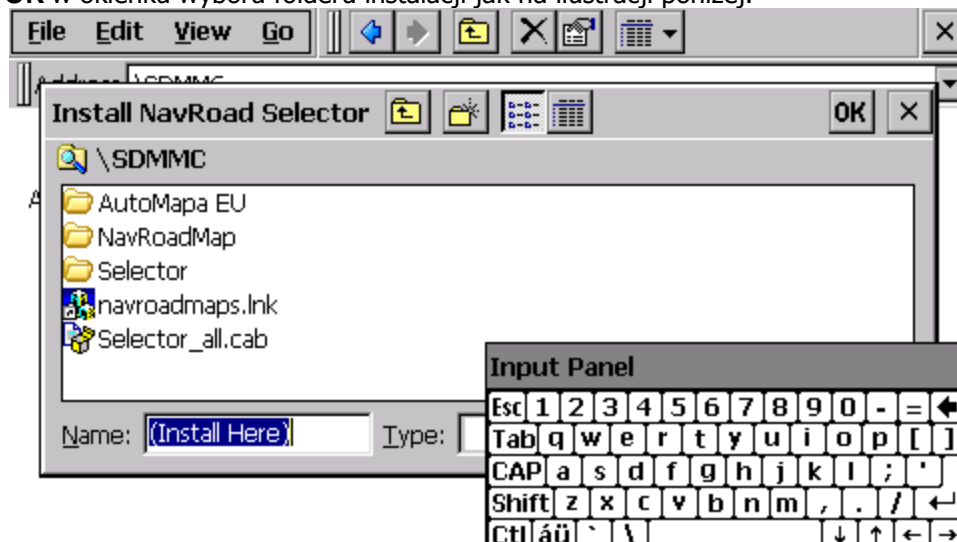 OK w okienku wyboru folderu instalacji jak na ilustracji poniżej.
File Edit View Go
Address \SDMMC
Install NavRoad Selector OK
\SDMMC
A
AutoMapa EU
NavRoadMap
Selector
navroadmaps.lnk
Selector_all.cab
Input Panel
Name: (Install Here) Type:
Esc 1 2 3 4 5 6 7 8 9 0 - =
Tab q w e r t y u i o p [ ]
CAP a s d f g h j k l ; '
Shift z x c v b n m , . /
Ctl áü ` \